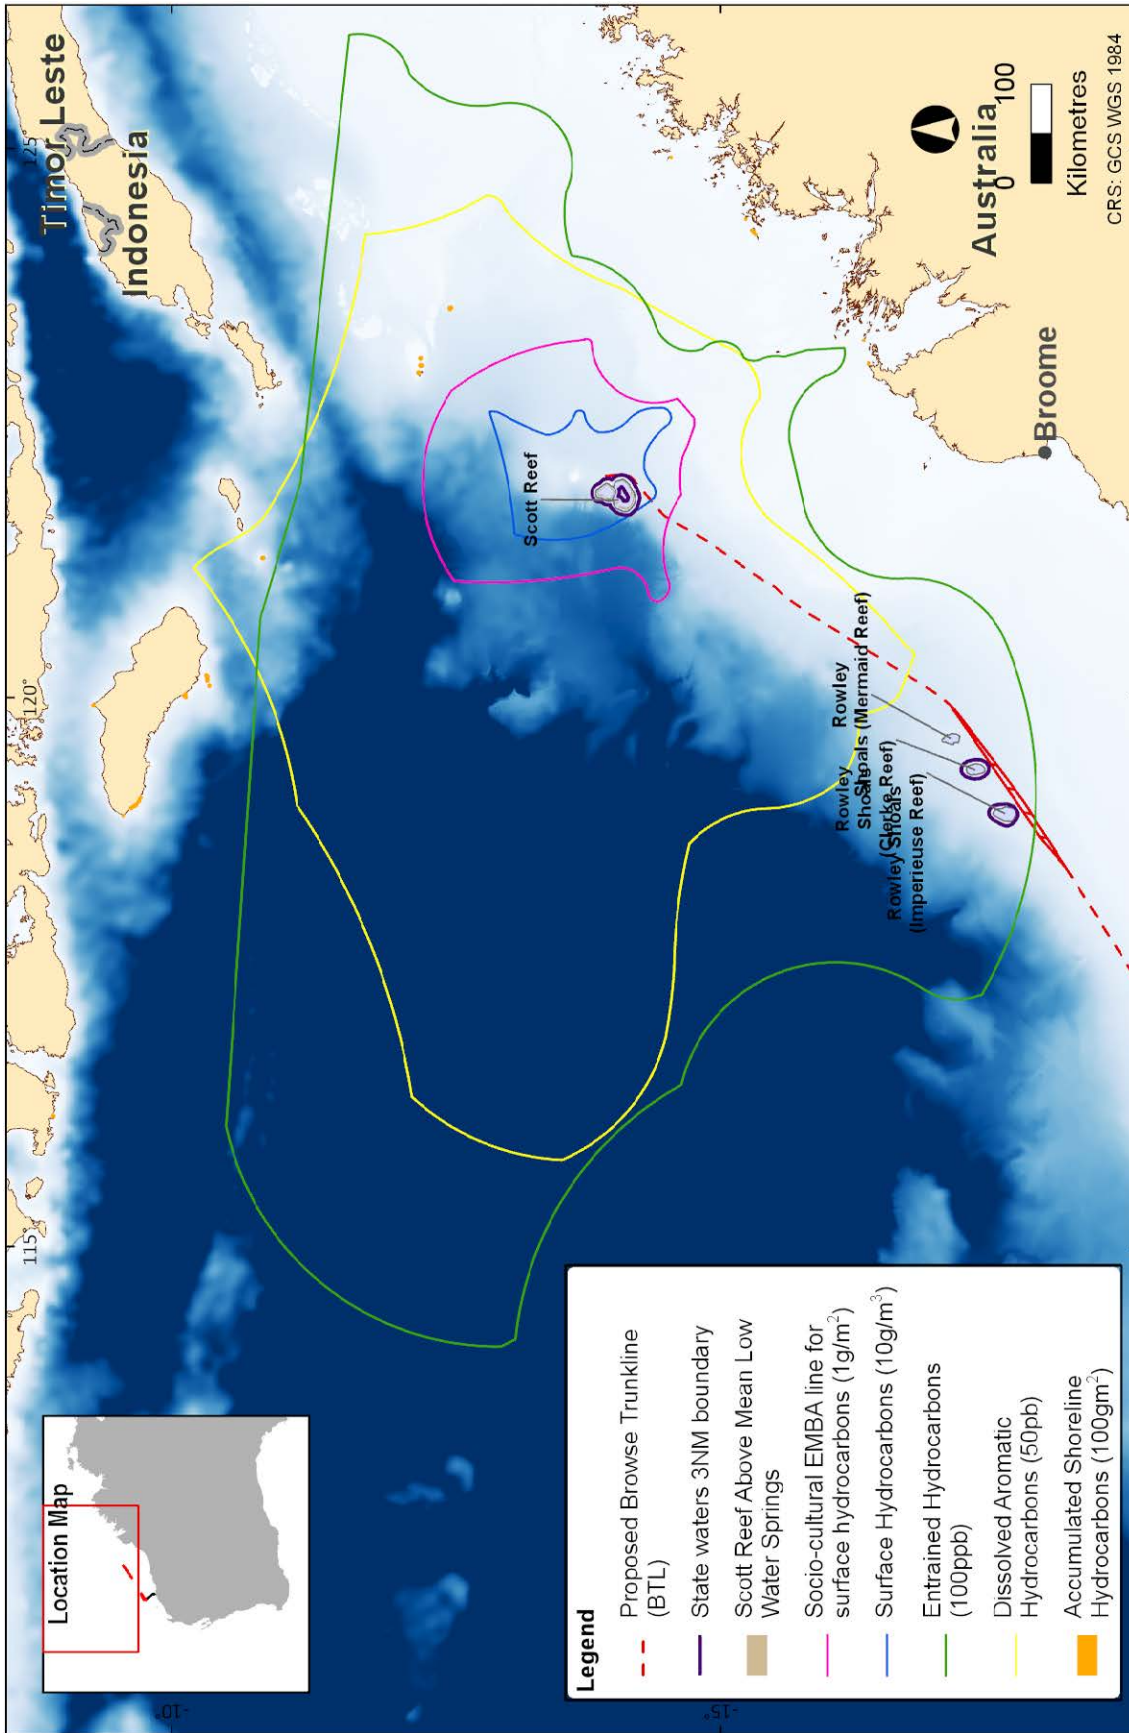 Location Map
115°
120°
125°
-10°
-15°
Timor Leste
Indonesia
Scott Reef
Rowley
Shoals (Mermaid Reef)
Rowley
Shoals
(Clerke Reef)
Rowley Shoals
(Imperieuse Reef)
Broome
Australia
0
100
Kilometres
CRS: GCS WGS 1984
Legend
Proposed Browse Trunkline
(BTL)
State waters 3NM boundary
Scott Reef Above Mean Low
Water Springs
Socio-cultural EMBA line for
surface hydrocarbons (1g/m²)
Surface Hydrocarbons (10g/m³)
Entrained Hydrocarbons
(100ppb)
Dissolved Aromatic
Hydrocarbons (50pb)
Accumulated Shoreline
Hydrocarbons (100gm²)